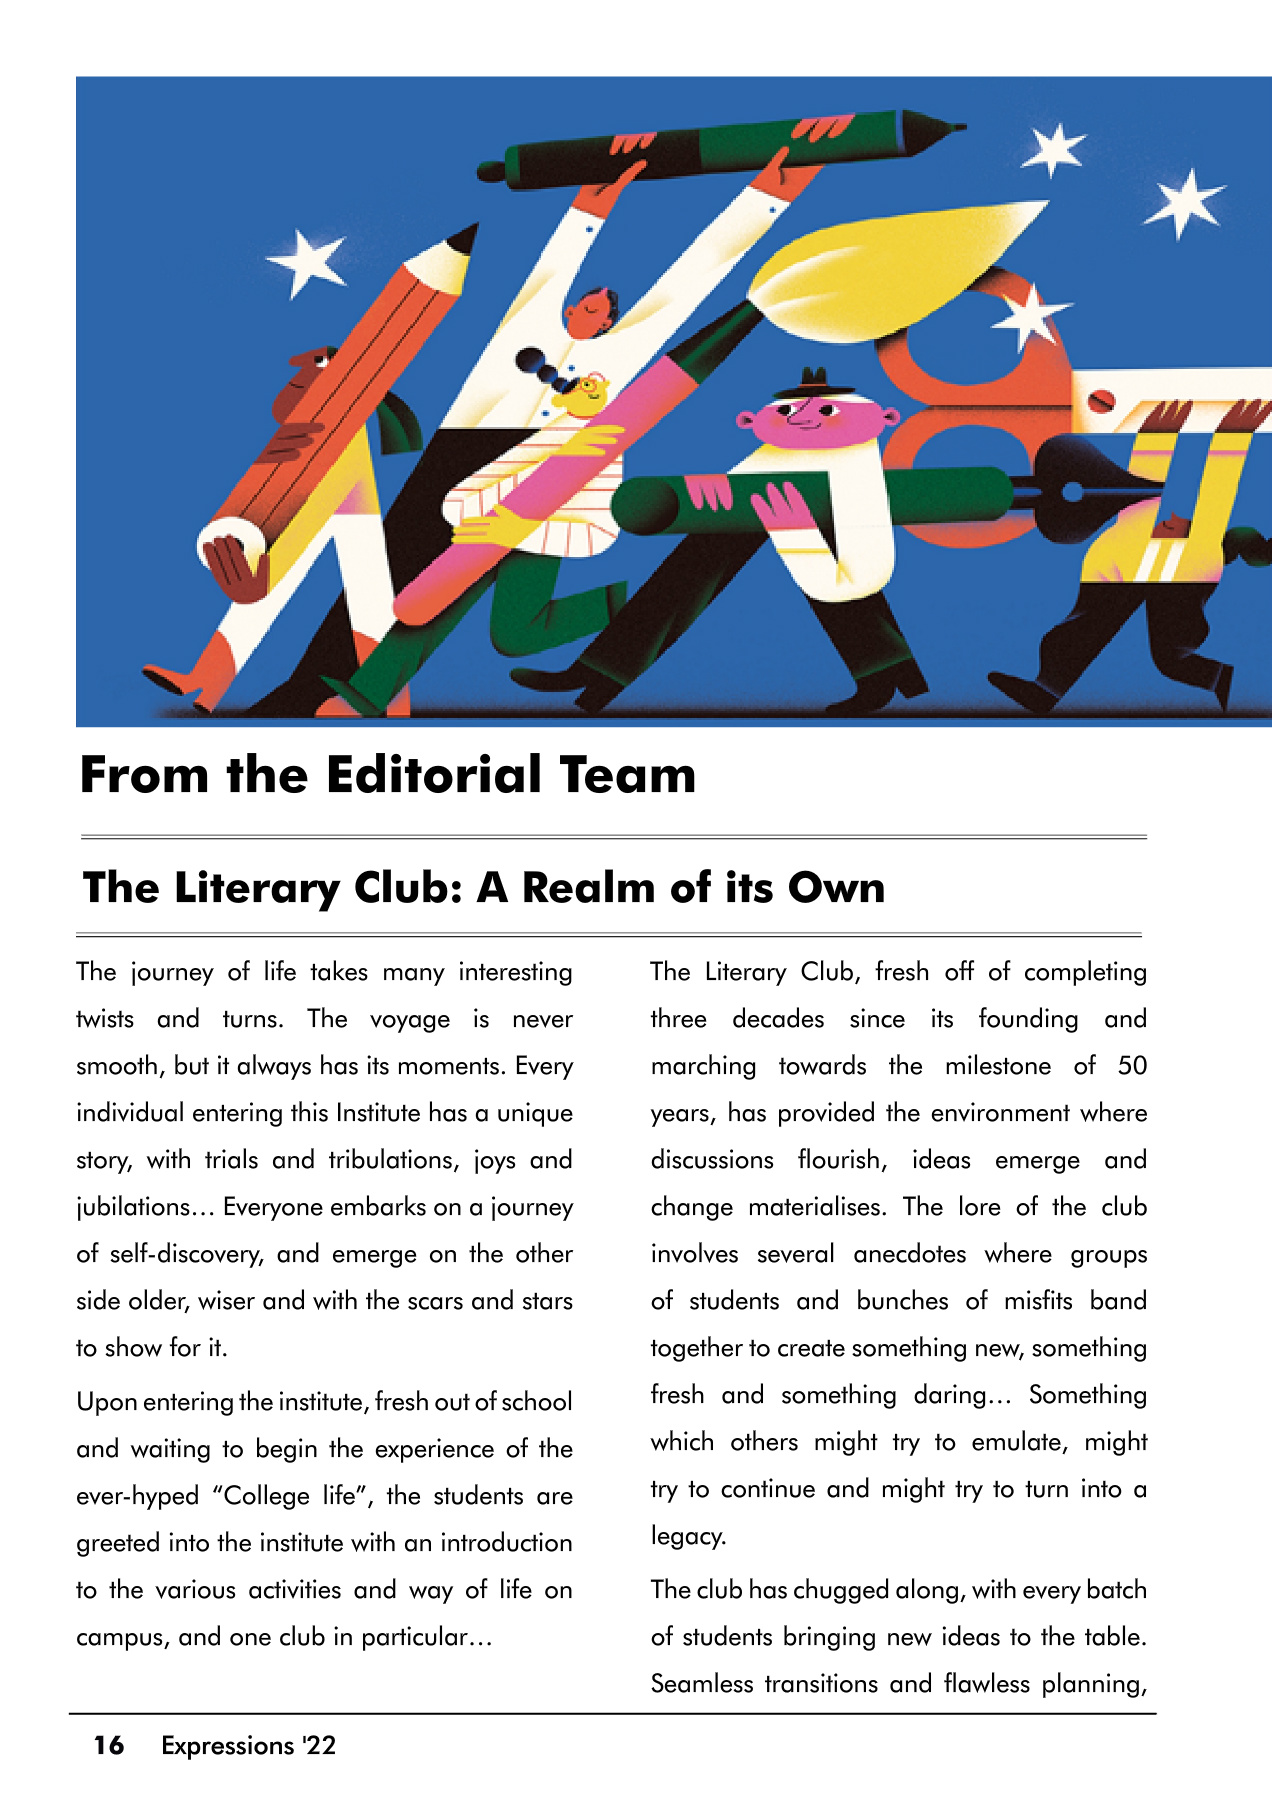 From the Editorial Team
The Literary Club: A Realm of its Own
The journey of life takes many interesting
twists and turns. The voyage is never
smooth, but it always has its moments. Every
individual entering this Institute has a unique
story, with trials and tribulations, joys and
jubilations… Everyone embarks on a journey
of self-discovery, and emerge on the other
side older, wiser and with the scars and stars
to show for it.
Upon entering the institute, fresh out of school
and waiting to begin the experience of the
ever-hyped “College life”, the students are
greeted into the institute with an introduction
to the various activities and way of life on
campus, and one club in particular…
The Literary Club, fresh off of completing
three decades since its founding and
marching towards the milestone of 50
years, has provided the environment where
discussions flourish, ideas emerge and
change materialises. The lore of the club
involves several anecdotes where groups
of students and bunches of misfits band
together to create something new, something
fresh and something daring… Something
which others might try to emulate, might
try to continue and might try to turn into a
legacy.
The club has chugged along, with every batch
of students bringing new ideas to the table.
Seamless transitions and flawless planning,
16 Expressions '22